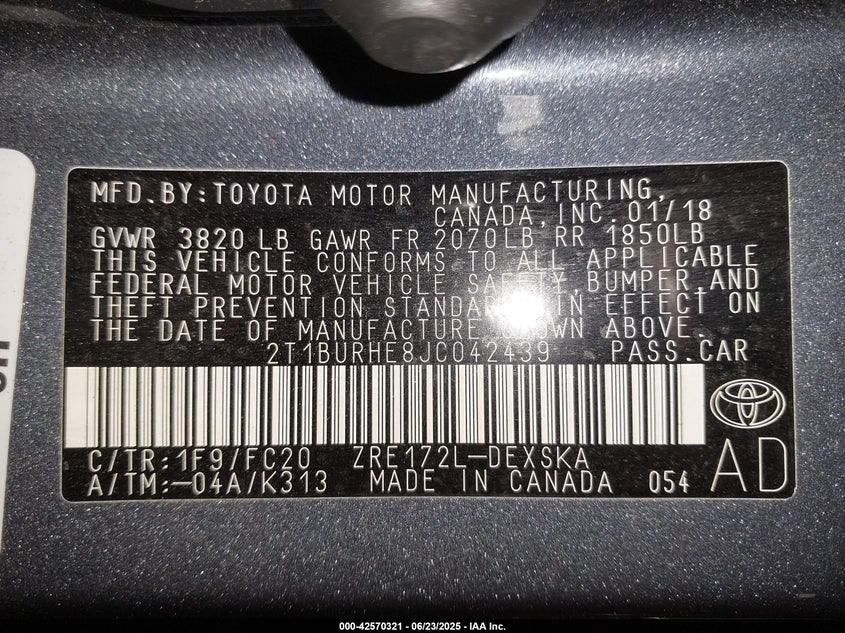 MFD.BY:TOYOTA MOTOR MANUFACTURING,
CANADA,INC.01/18
GVWR 3820 LB GAWR FR 2070LB RR 1850LB
THIS VEHICLE CONFORMS TO ALL APPLICABLE
FEDERAL MOTOR VEHICLE SAFETY,BUMPER,AND
THEFT PREVENTION STANDARDS IN EFFECT ON
THE DATE OF MANUFACTURE SHOWN ABOVE.
2T1BURHE8JC042439 PASS.CAR
C/TR:1F9/FC20 ZRE172L-DEXSKA
A/TM:-04A/K313 MADE IN CANADA 054 AD
000-42570321 - 06/23/2025 - IAA Inc.